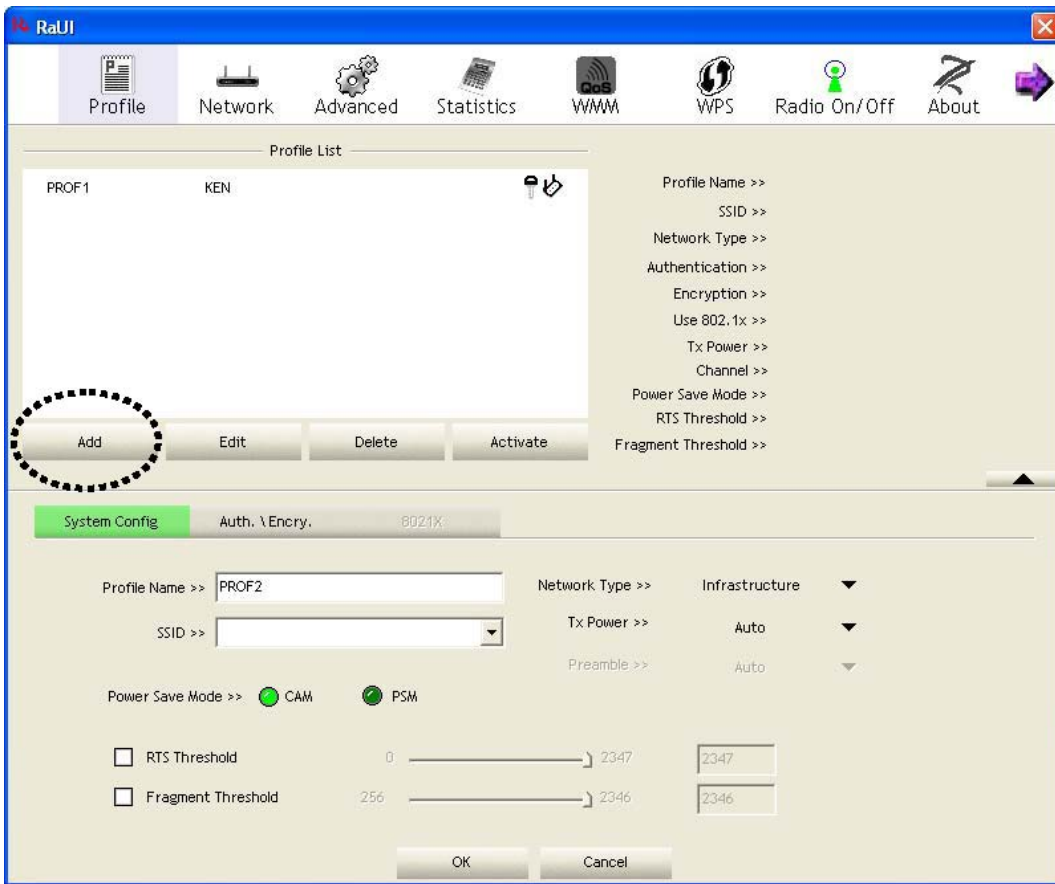 RaUI
Profile Network Advanced Statistics QoS WMM WPS Radio On/Off About
Profile List
PROF1 KEN
Profile Name >>
SSID >>
Network Type >>
Authentication >>
Encryption >>
Use 802.1x >>
Tx Power >>
Channel >>
Power Save Mode >>
RTS Threshold >>
Fragment Threshold >>
Add Edit Delete Activate
System Config Auth. \ Encry. 8021X
Profile Name >> PROF2 Network Type >> Infrastructure
SSID >> Tx Power >> Auto
Preamble >> Auto
Power Save Mode >> CAM PSM
RTS Threshold 0 2347 2347
Fragment Threshold 256 2346 2346
OK Cancel